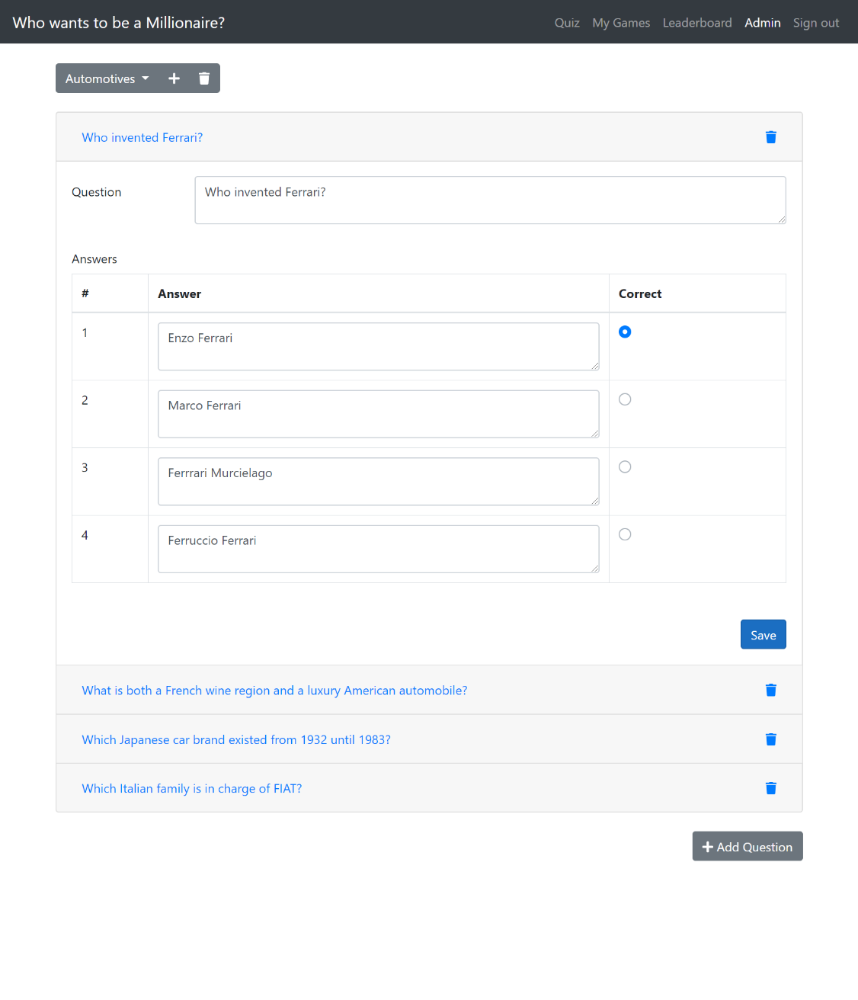 Who wants to be a Millionaire?
Quiz My Games Leaderboard Admin Sign out
Automotives
Who invented Ferrari?
Question
Who invented Ferrari?
Answers
# Answer Correct
1 Enzo Ferrari
2 Marco Ferrari
3 Ferrrari Murcielago
4 Ferruccio Ferrari
Save
What is both a French wine region and a luxury American automobile?
Which Japanese car brand existed from 1932 until 1983?
Which Italian family is in charge of FIAT?
Add Question